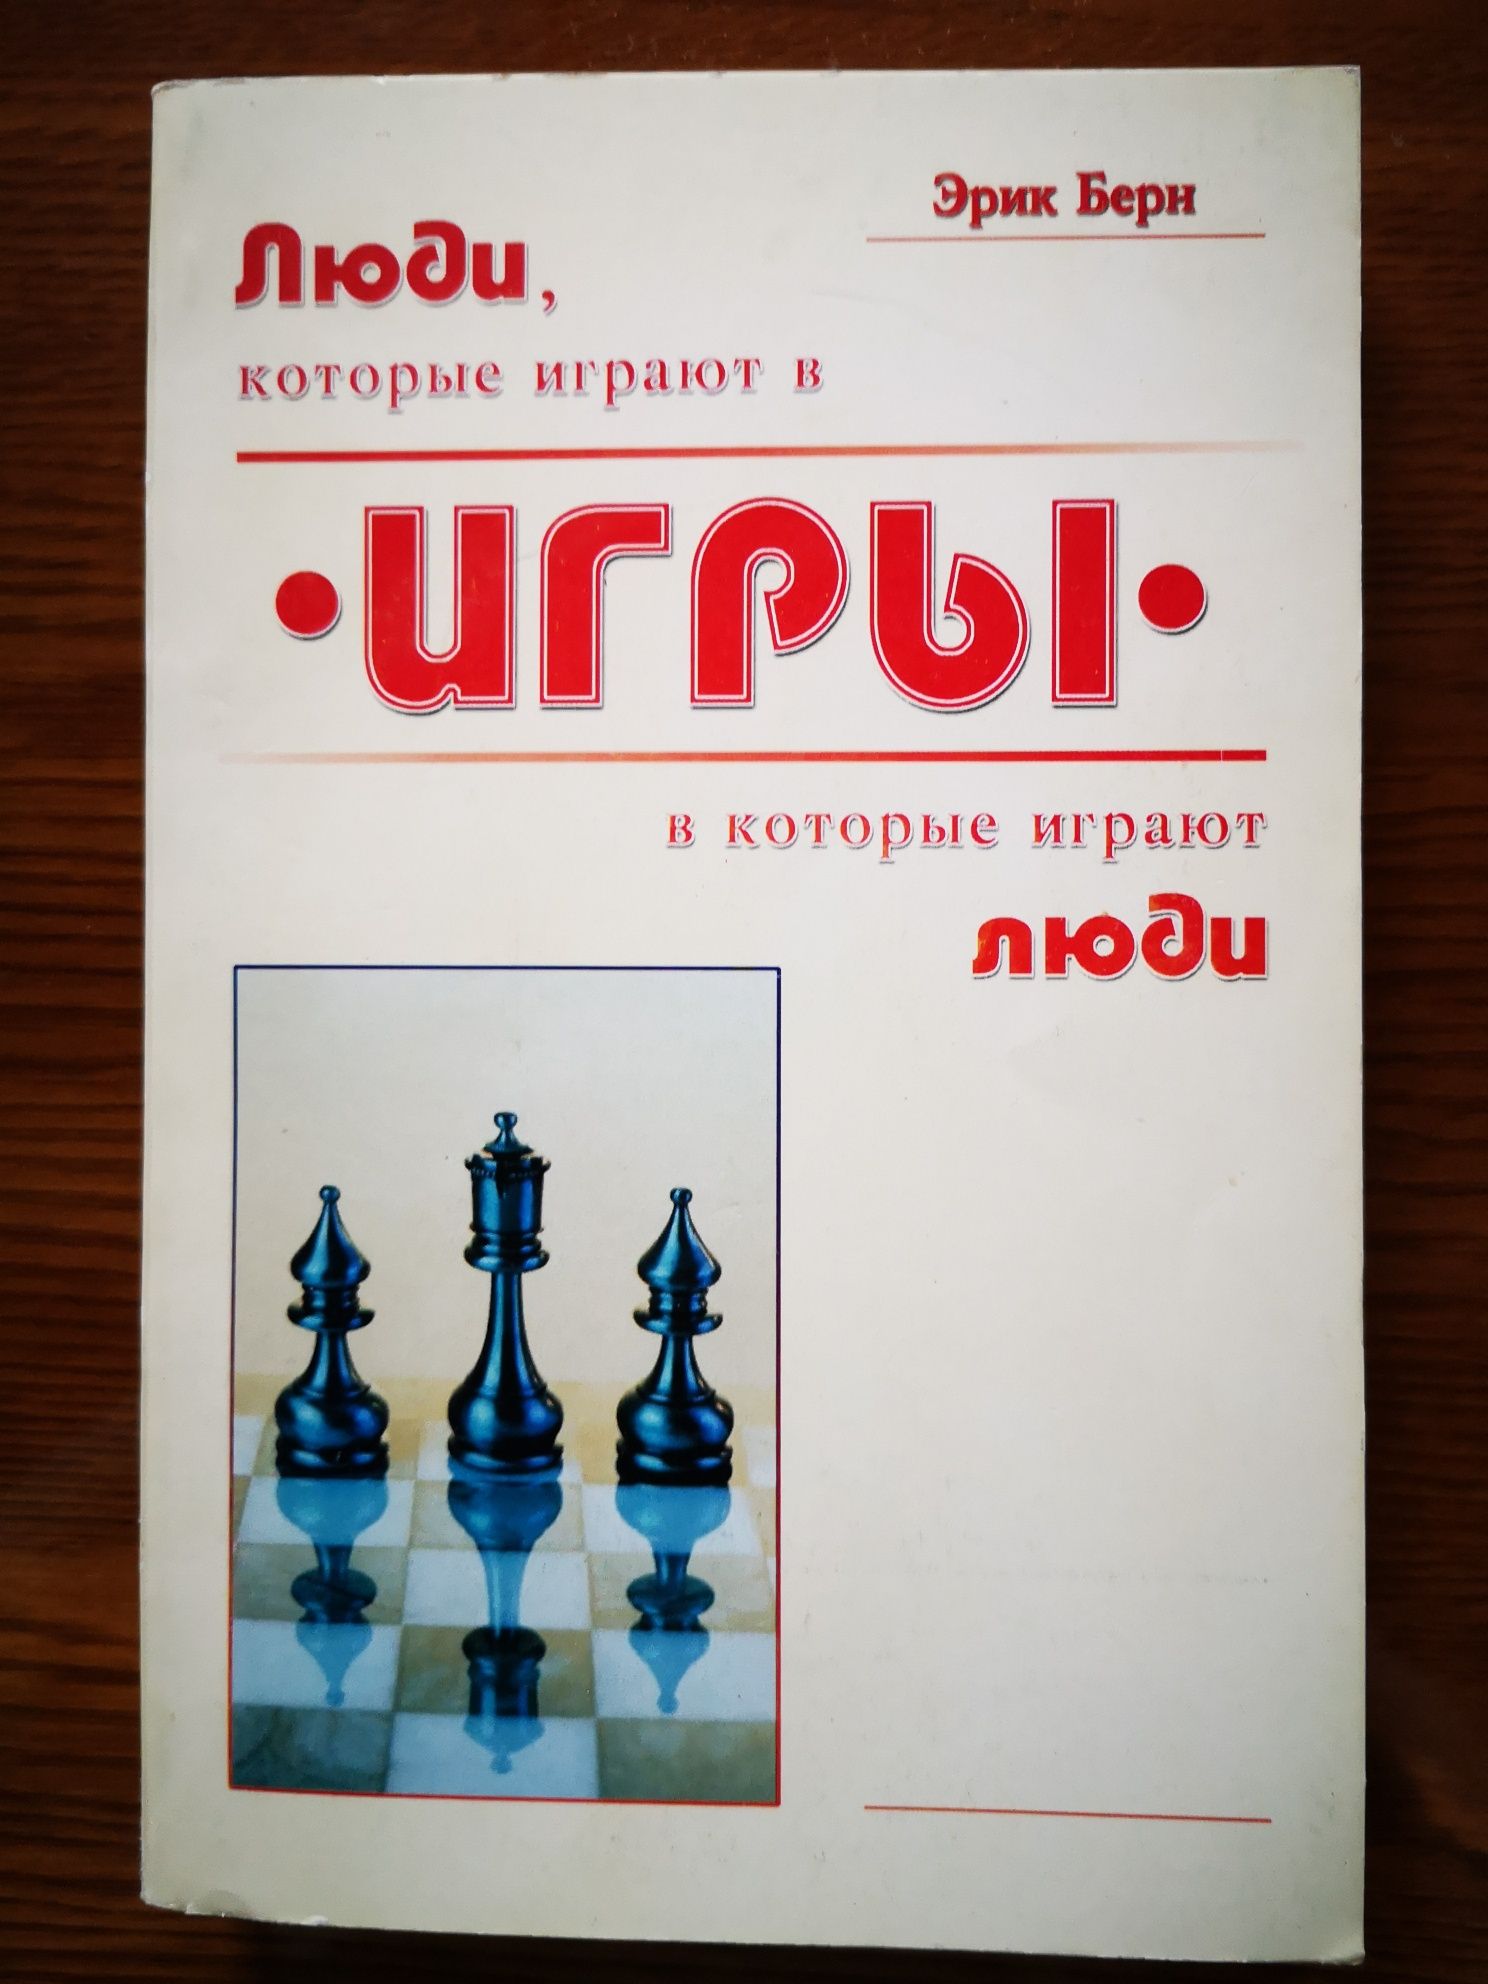 Эрик Берн
Люди,
которые играют в
• ИГРЫ •
в которые играют
люди